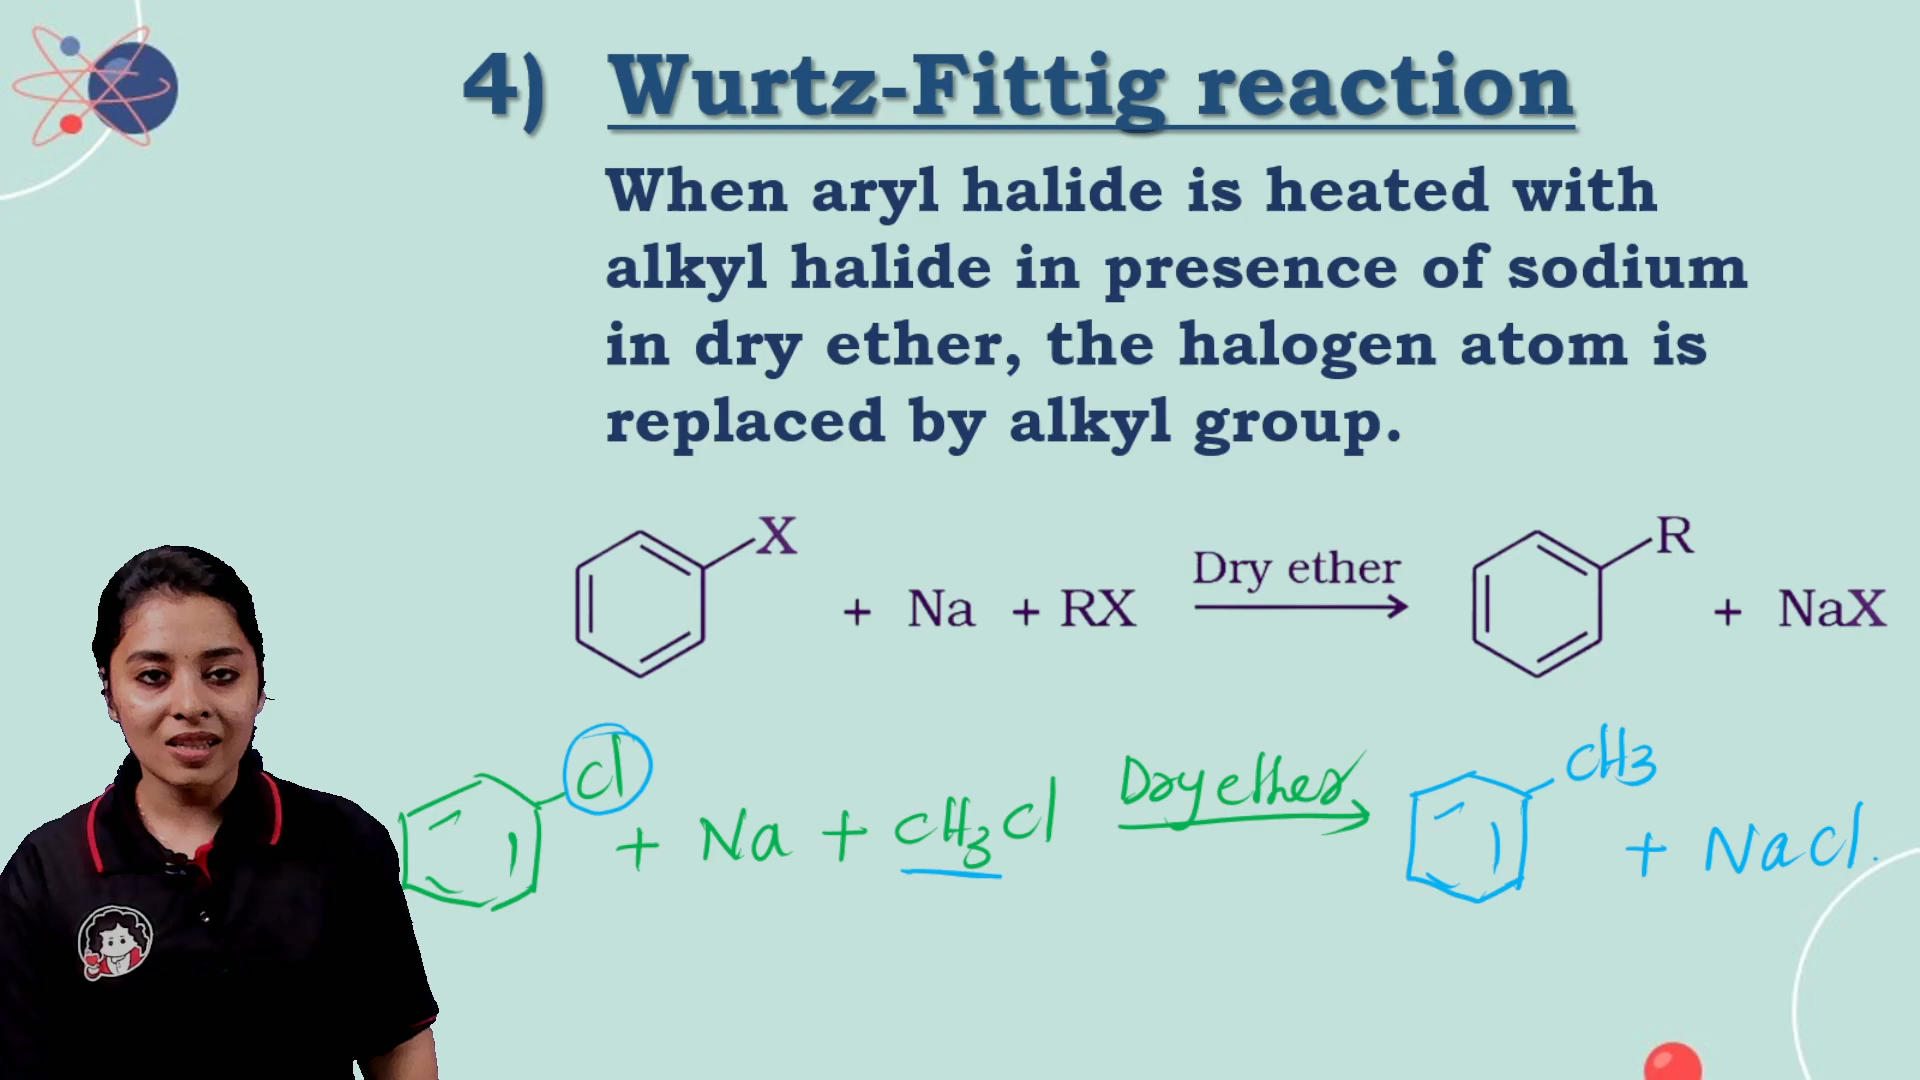 4) Wurtz-Fittig reaction
When aryl halide is heated with
alkyl halide in presence of sodium
in dry ether, the halogen atom is
replaced by alkyl group.
X + Na + RX Dry ether R + NaX
Cl + Na + CH3Cl Dry ether CH3 + NaCl.